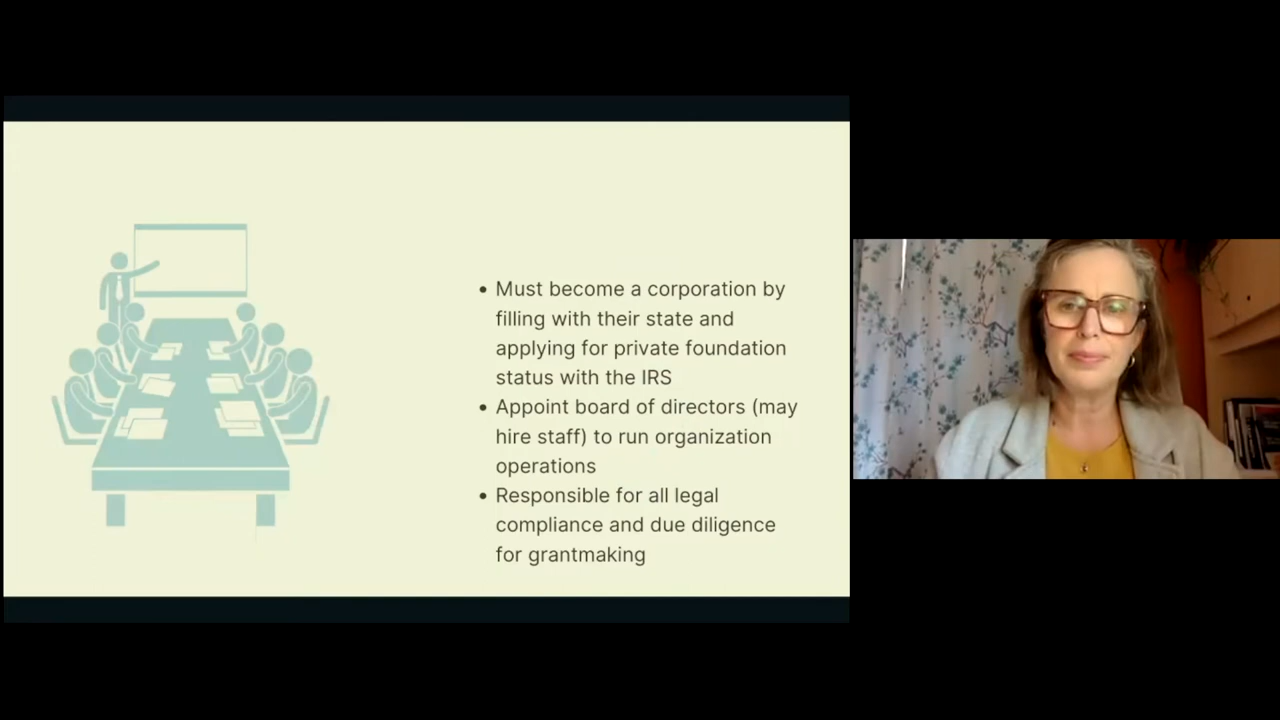 • Must become a corporation by
filling with their state and
applying for private foundation
status with the IRS
• Appoint board of directors (may
hire staff) to run organization
operations
• Responsible for all legal
compliance and due diligence
for grantmaking